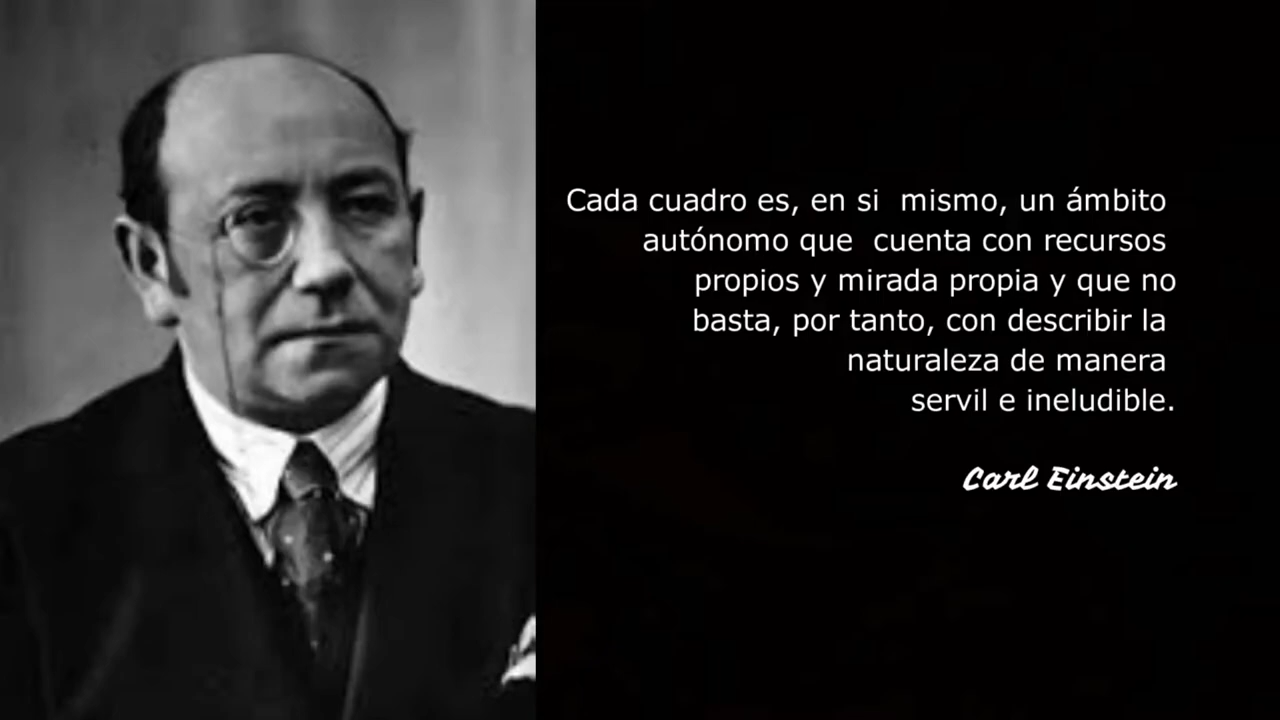 Cada cuadro es, en si mismo, un ámbito
autónomo que cuenta con recursos
propios y mirada propia y que no
basta, por tanto, con describir la
naturaleza de manera
servil e ineludible.
Carl Einstein